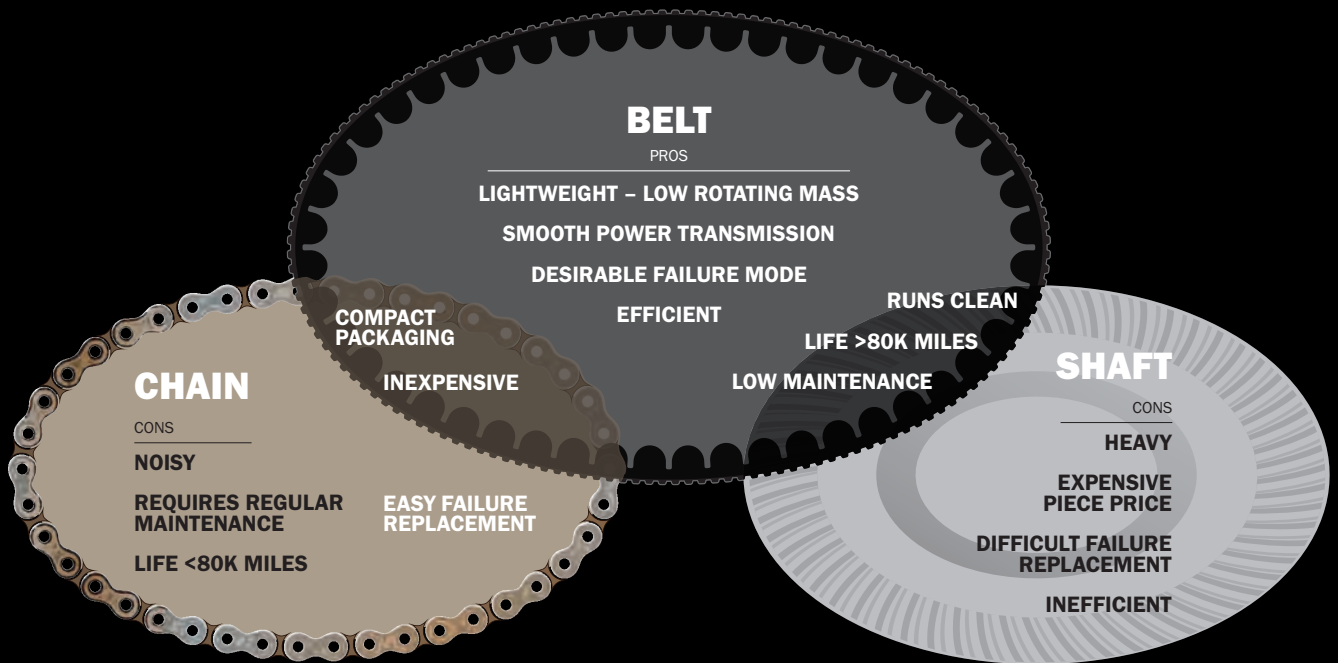 BELT
PROS
LIGHTWEIGHT – LOW ROTATING MASS
SMOOTH POWER TRANSMISSION
DESIRABLE FAILURE MODE
EFFICIENT
COMPACT
PACKAGING
INEXPENSIVE
RUNS CLEAN
LIFE >80K MILES
LOW MAINTENANCE
CHAIN
CONS
NOISY
REQUIRES REGULAR
MAINTENANCE
LIFE <80K MILES
EASY FAILURE
REPLACEMENT
SHAFT
CONS
HEAVY
EXPENSIVE
PIECE PRICE
DIFFICULT FAILURE
REPLACEMENT
INEFFICIENT